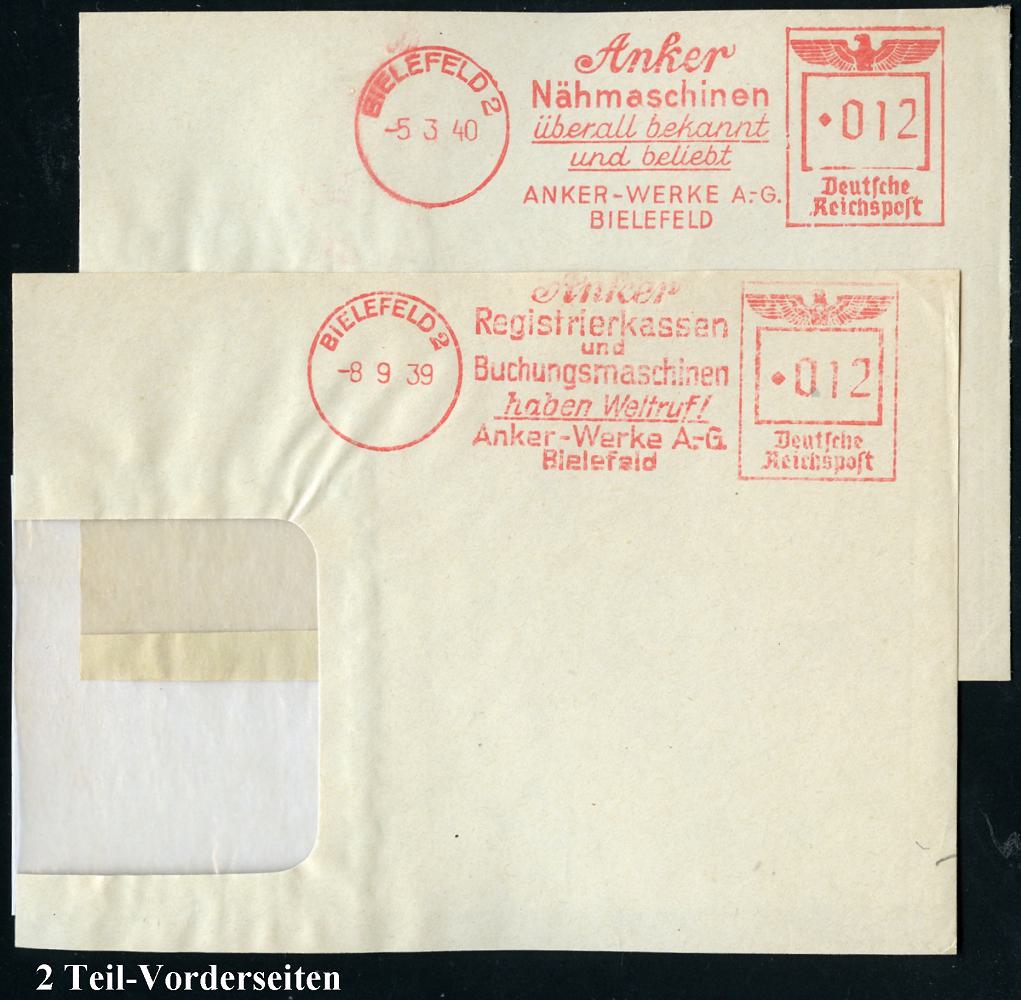 BIELEFELD 2
-5 3 40
Anker
Nähmaschinen
überall bekannt
und beliebt
ANKER-WERKE A.-G.
BIELEFELD
012
Deutsche
Reichspost
BIELEFELD 2
-8 9 39
Anker
Registrierkassen
und
Buchungsmaschinen
haben Weltruf!
Anker-Werke A.-G.
Bielefeld
012
Deutsche
Reichspost
2 Teil-Vorderseiten